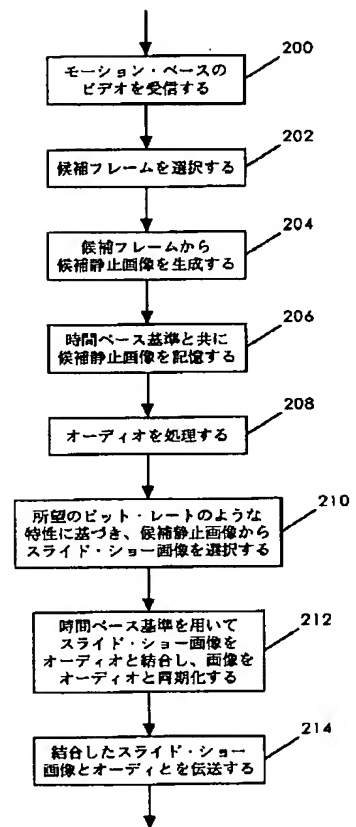 200
モーション・ベースの
ビデオを受信する
202
候補フレームを選択する
204
候補フレームから
候補静止画像を生成する
206
時間ベース基準と共に
候補静止画像を記憶する
208
オーディオを処理する
210
所望のビット・レートのような
特性に基づき、候補静止画像から
スライド・ショー画像を選択する
212
時間ベース基準を用いて
スライド・ショー画像を
オーディオと結合し、画像を
オーディオと同期化する
214
結合したスライド・ショー
画像とオーディとを伝送する